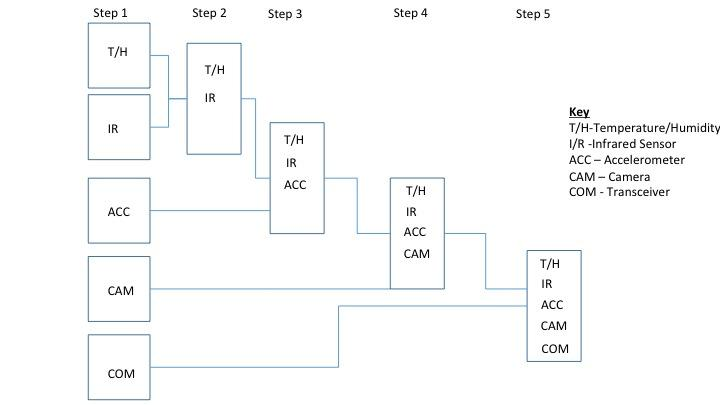 Step 1 Step 2 Step 3 Step 4 Step 5
T/H
IR
ACC
CAM
COM
T/H
IR
T/H
IR
ACC
T/H
IR
ACC
CAM
T/H
IR
ACC
CAM
COM
Key
T/H-Temperature/Humidity
I/R -Infrared Sensor
ACC – Accelerometer
CAM – Camera
COM - Transceiver